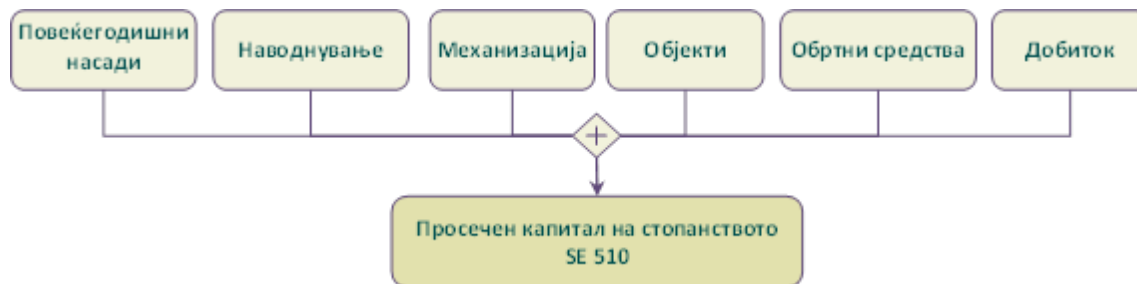 Повеќегодишни
насади
Наводнување
Механизација
Објекти
Обртни средства
Добиток
Просечен капитал на стопанството
SE 510